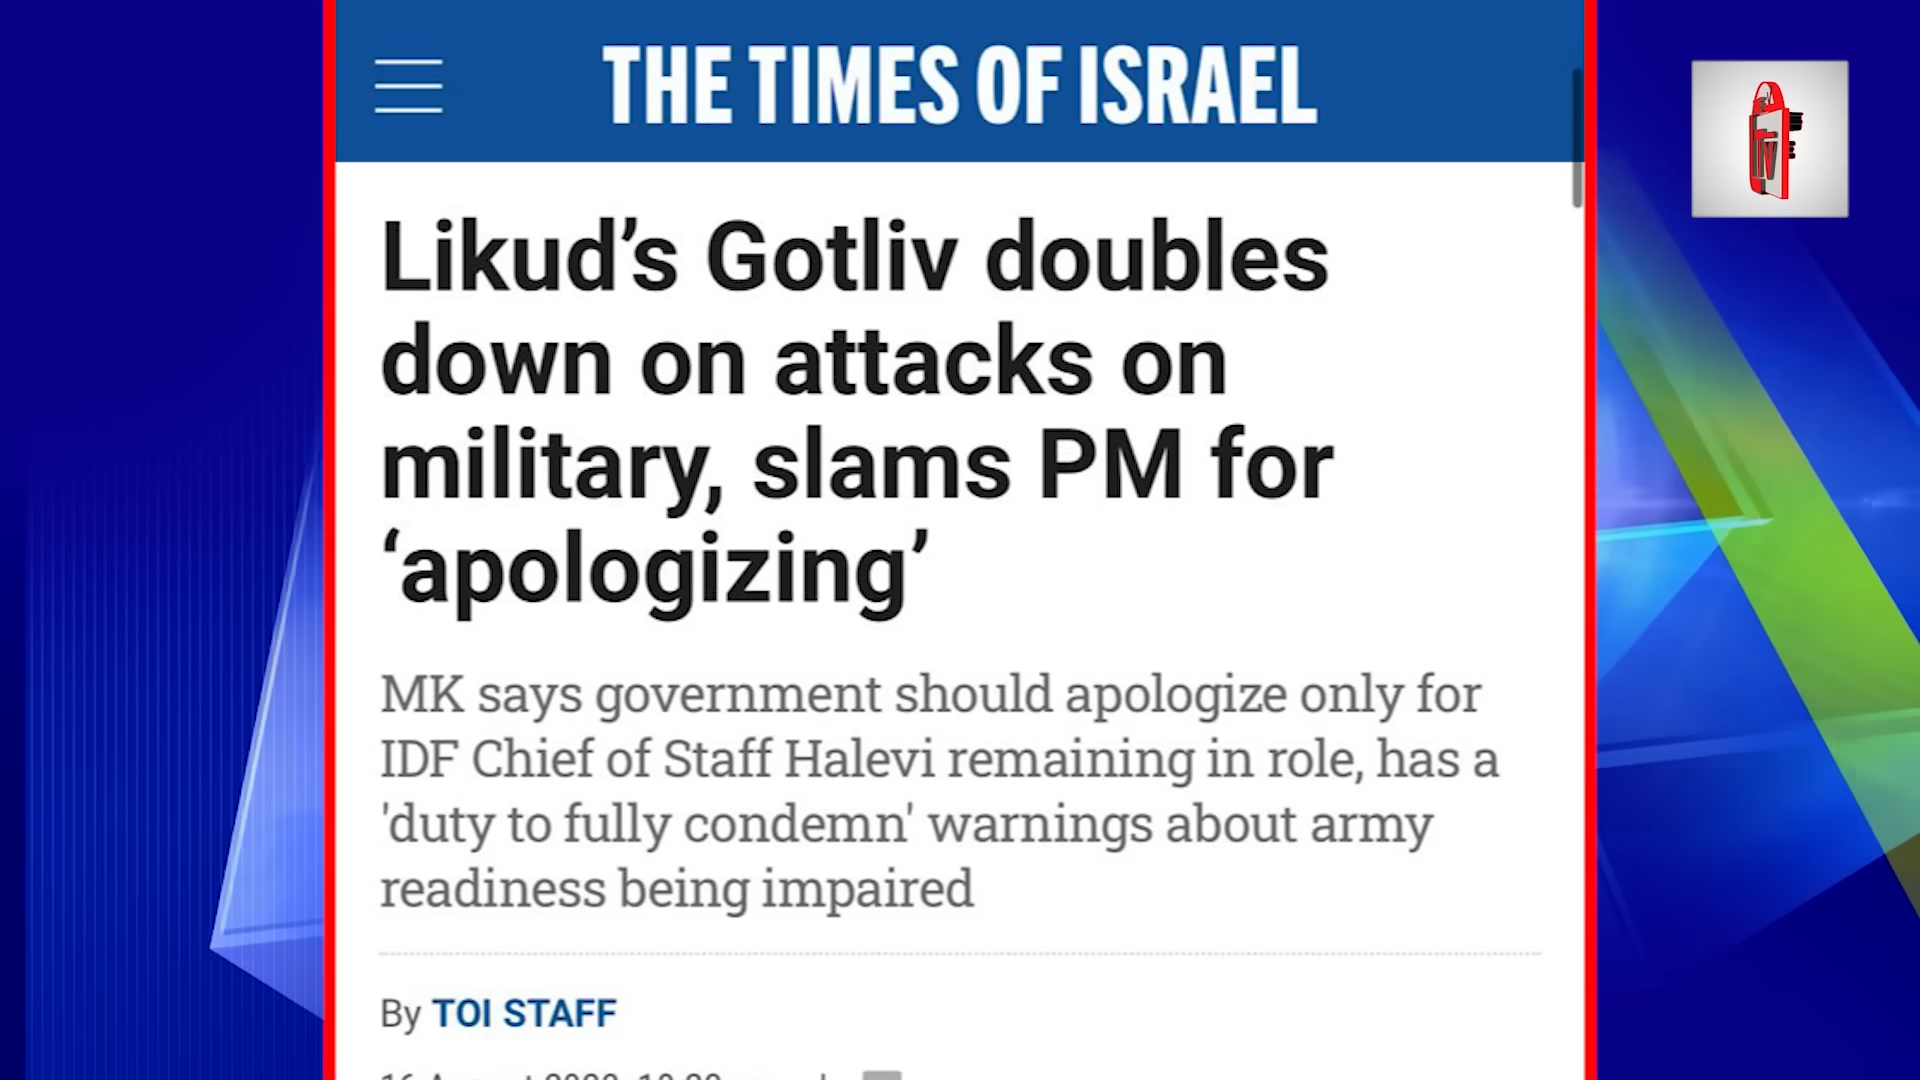 THE TIMES OF ISRAEL
Likud’s Gotliv doubles
down on attacks on
military, slams PM for
‘apologizing’
MK says government should apologize only for
IDF Chief of Staff Halevi remaining in role, has a
'duty to fully condemn' warnings about army
readiness being impaired
By TOI STAFF